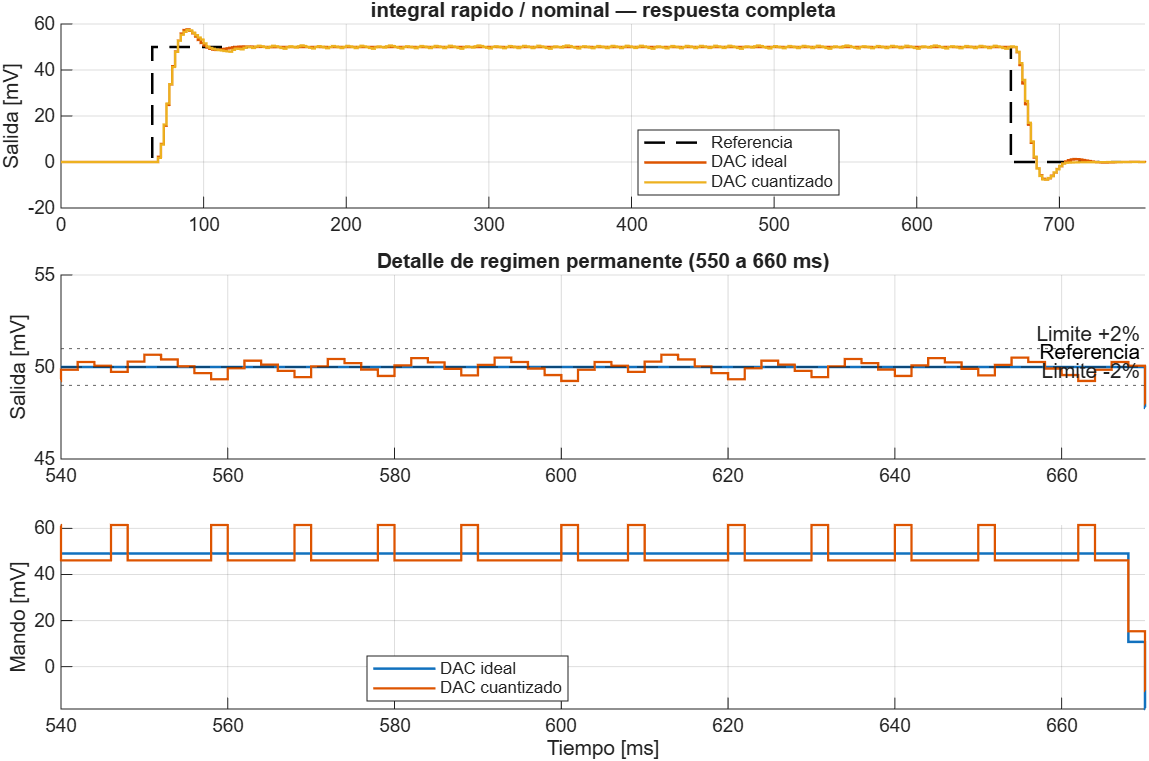 integral rapido / nominal — respuesta completa
60
40
20
0
-20
Salida [mV]
Referencia
DAC ideal
DAC cuantizado
0 100 200 300 400 500 600 700
Detalle de regimen permanente (550 a 660 ms)
55
50
45
Salida [mV]
Limite +2%
Referencia
Limite -2%
540 560 580 600 620 640 660
60
40
20
0
Mando [mV]
DAC ideal
DAC cuantizado
540 560 580 600 620 640 660
Tiempo [ms]